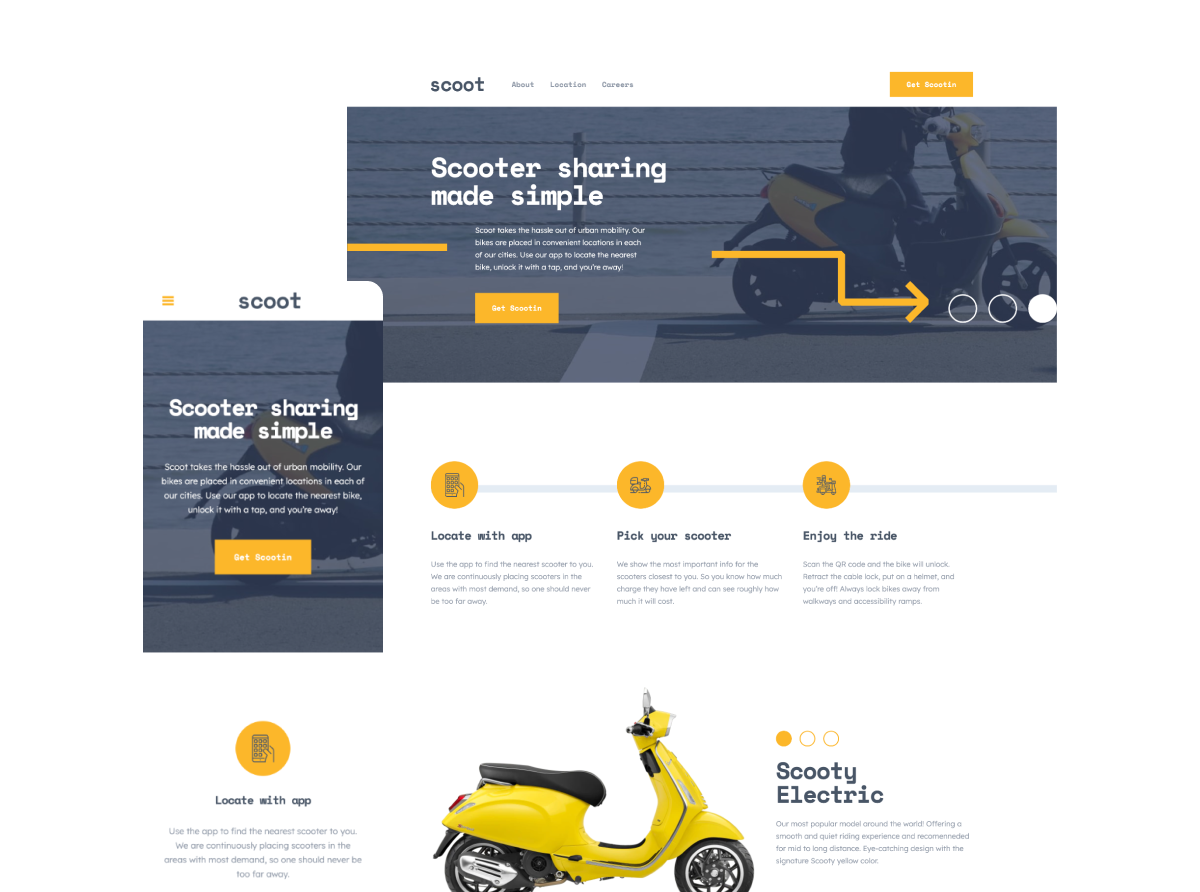 scoot
About
Location
Careers
Get Scootin
Scooter sharing
made simple
Scoot takes the hassle out of urban mobility. Our
bikes are placed in convenient locations in each
of our cities. Use our app to locate the nearest
bike, unlock it with a tap, and you're away!
Get Scootin
scoot
Scooter sharing
made simple
Scoot takes the hassle out of urban mobility. Our
bikes are placed in convenient locations in each of
our cities. Use our app to locate the nearest bike,
unlock it with a tap, and you're away!
Get Scootin
Locate with app
Use the app to find the nearest scooter to you.
We are continuously placing scooters in the
areas with most demand, so one should never
be too far away.
Pick your scooter
We show the most important info for the
scooters closest to you. So you know how much
charge they have left and can see roughly how
much it will cost.
Enjoy the ride
Scan the QR code and the bike will unlock.
Retract the cable lock, put on a helmet, and
you're off! Always lock bikes away from
walkways and accessibility ramps.
Locate with app
Use the app to find the nearest scooter to you.
We are continuously placing scooters in the
areas with most demand, so one should never be
too far away.
Scooty
Electric
Our most popular model around the world! Offering a
smooth and quiet riding experience and recomenneded
for mid to long distance. Eye-catching design with the
signature Scooty yellow color.